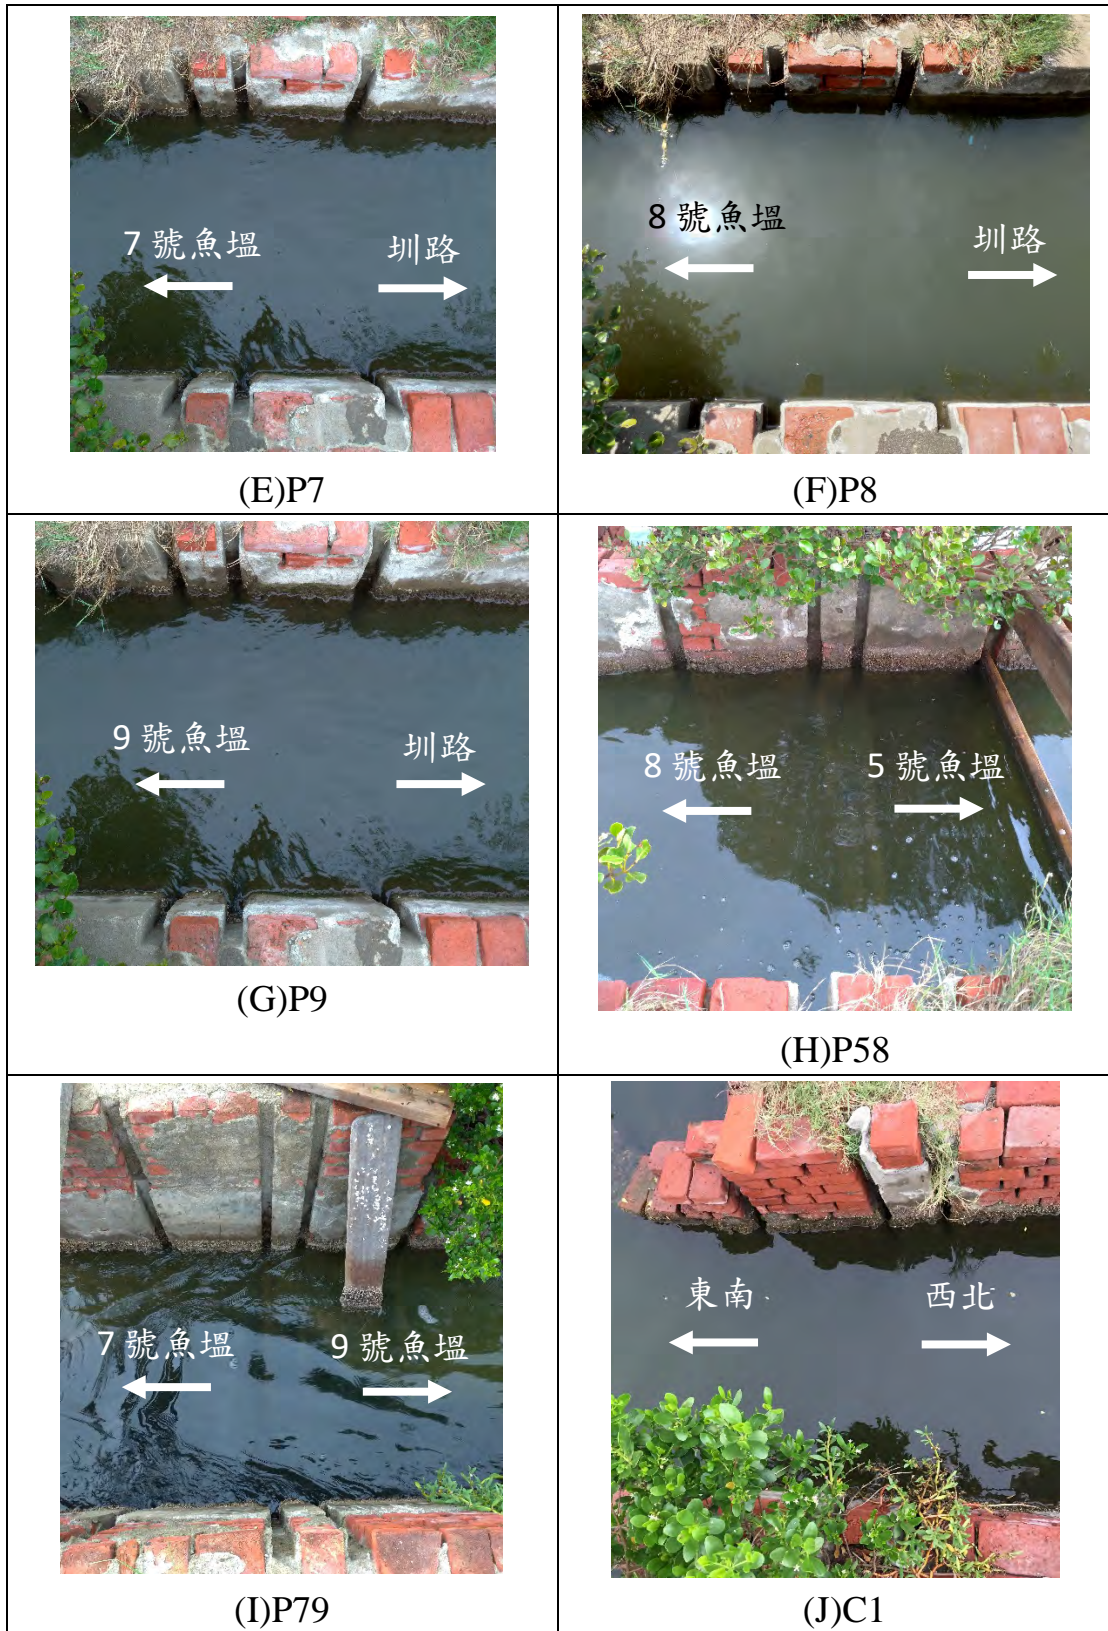 7 號魚塭
圳路
(E)P7
8 號魚塭
圳路
(F)P8
9 號魚塭
圳路
(G)P9
8 號魚塭
5 號魚塭
(H)P58
7 號魚塭
9 號魚塭
(I)P79
東南
西北
(J)C1